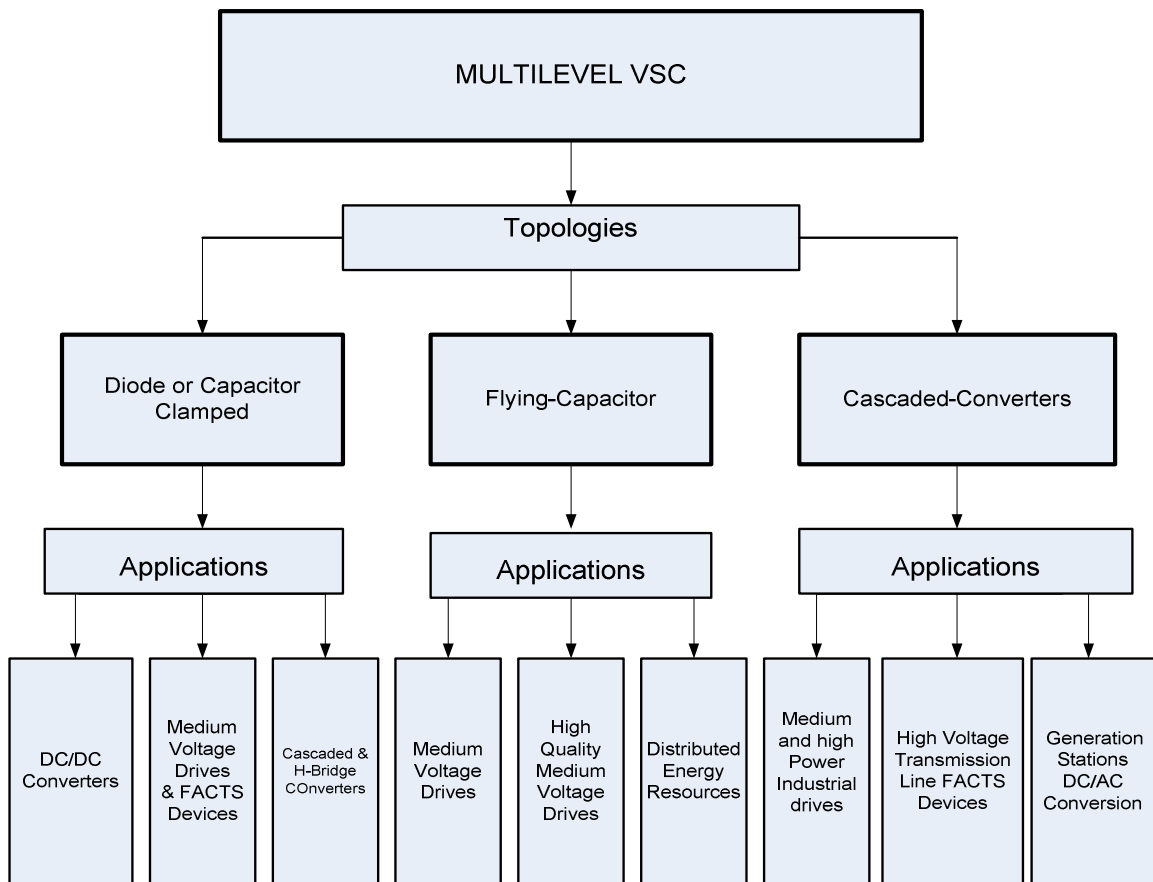 MULTILEVEL VSC
Topologies
Diode or Capacitor
Clamped
Flying-Capacitor
Cascaded-Converters
Applications
Applications
Applications
DC/DC
Converters
Medium
Voltage
Drives
& FACTS
Devices
Cascaded &
H-Bridge
COnverters
Medium
Voltage
Drives
High
Quality
Medium
Voltage
Drives
Distributed
Energy
Resources
Medium
and high
Power
Industrial
drives
High Voltage
Transmission
Line FACTS
Devices
Generation
Stations
DC/AC
Conversion